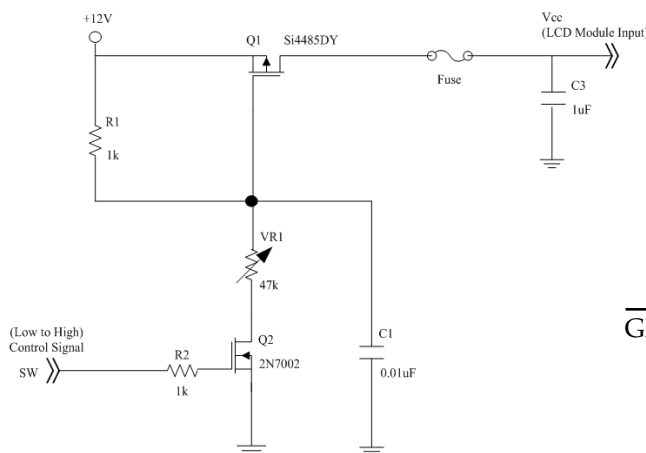 +12V
Q1
Si4485DY
Vcc
(LCD Module Input)
Fuse
C3
1uF
R1
1k
VR1
47k
(Low to High)
Control Signal
SW
R2
1k
Q2
2N7002
C1
0.01uF